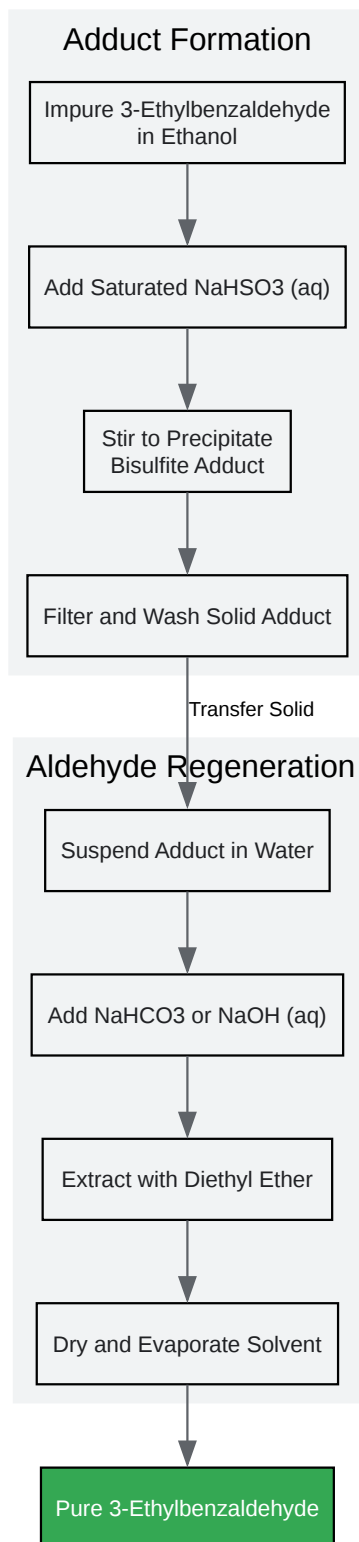 Adduct Formation
Impure 3-Ethylbenzaldehyde
in Ethanol
Add Saturated NaHSO3 (aq)
Stir to Precipitate
Bisulfite Adduct
Filter and Wash Solid Adduct
Transfer Solid
Aldehyde Regeneration
Suspend Adduct in Water
Add NaHCO3 or NaOH (aq)
Extract with Diethyl Ether
Dry and Evaporate Solvent
Pure 3-Ethylbenzaldehyde